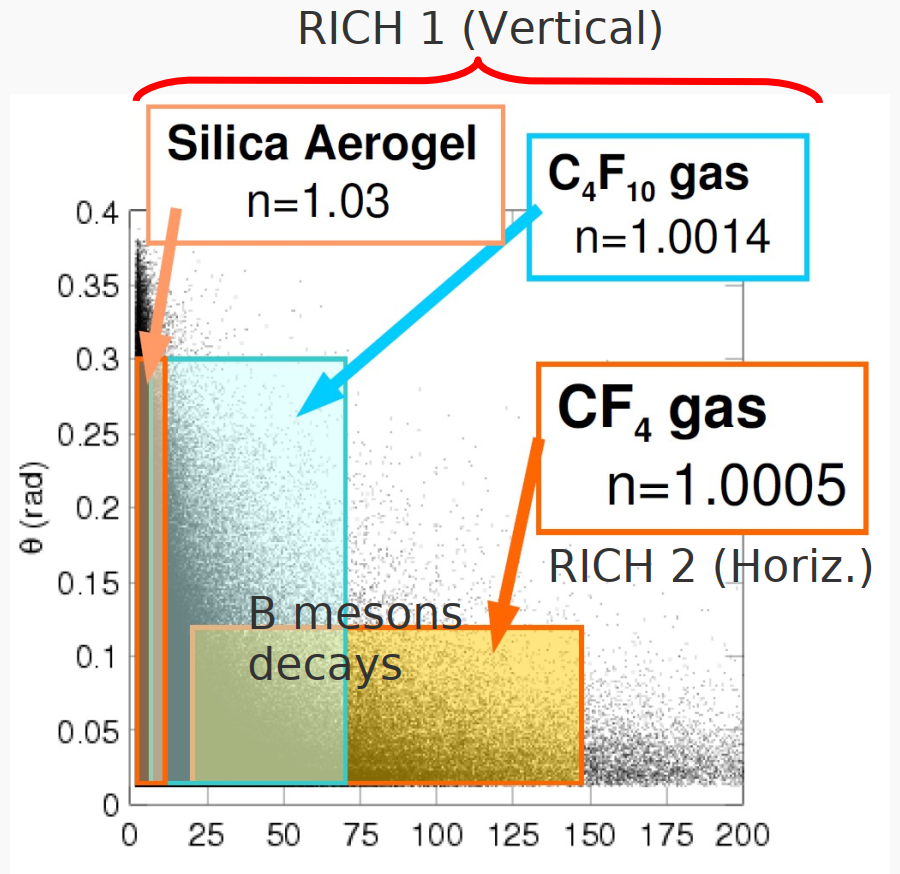 RICH 1 (Vertical)
Silica Aerogel
n=1.03
C₄F₁₀ gas
n=1.0014
CF₄ gas
n=1.0005
RICH 2 (Horiz.)
B mesons
decays
θ (rad)
0.4
0.35
0.3
0.25
0.2
0.15
0.1
0.05
0
0 25 50 75 100 125 150 175 200